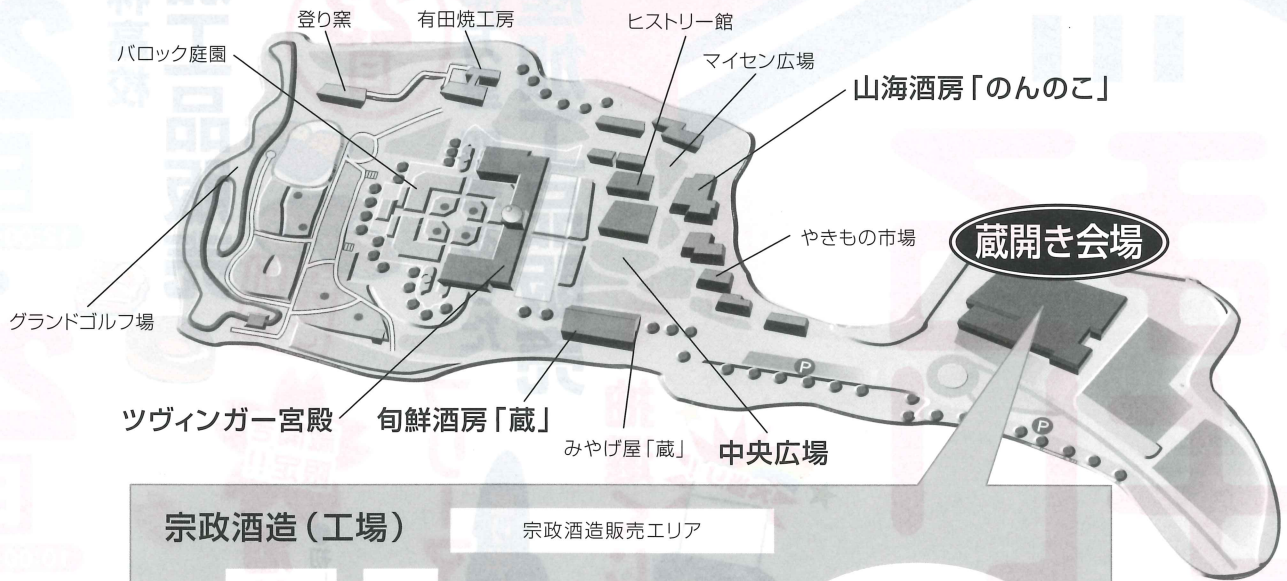 登り窯
有田焼工房
ヒストリー館
バロック庭園
マイセン広場
山海酒房「のんのこ」
やきもの市場
蔵開き会場
グランドゴルフ場
P
ツヴィンガー宮殿
旬鮮酒房「蔵」
みやげ屋「蔵」
中央広場
P
宗政酒造（工場）
宗政酒造販売エリア